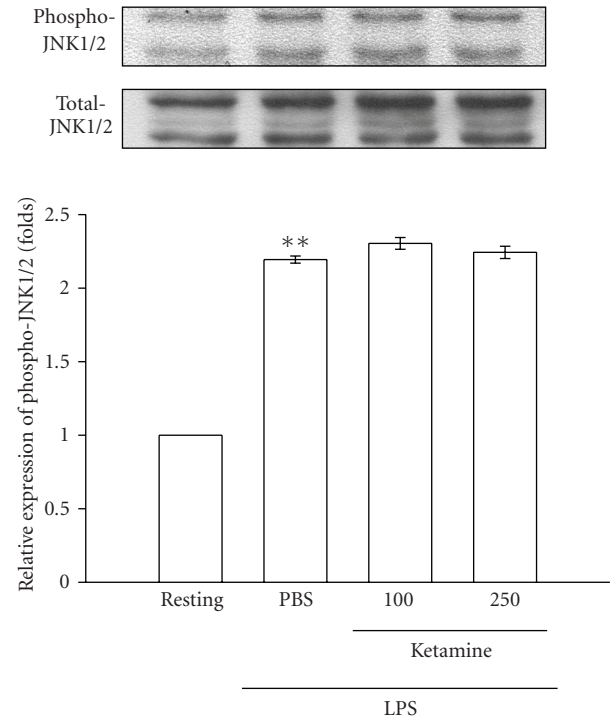 Phospho-
JNK1/2
Total-
JNK1/2
Relative expression of phospho-JNK1/2 (folds)
2.5
2
1.5
1
0.5
0
**
Resting PBS 100 250
Ketamine
LPS